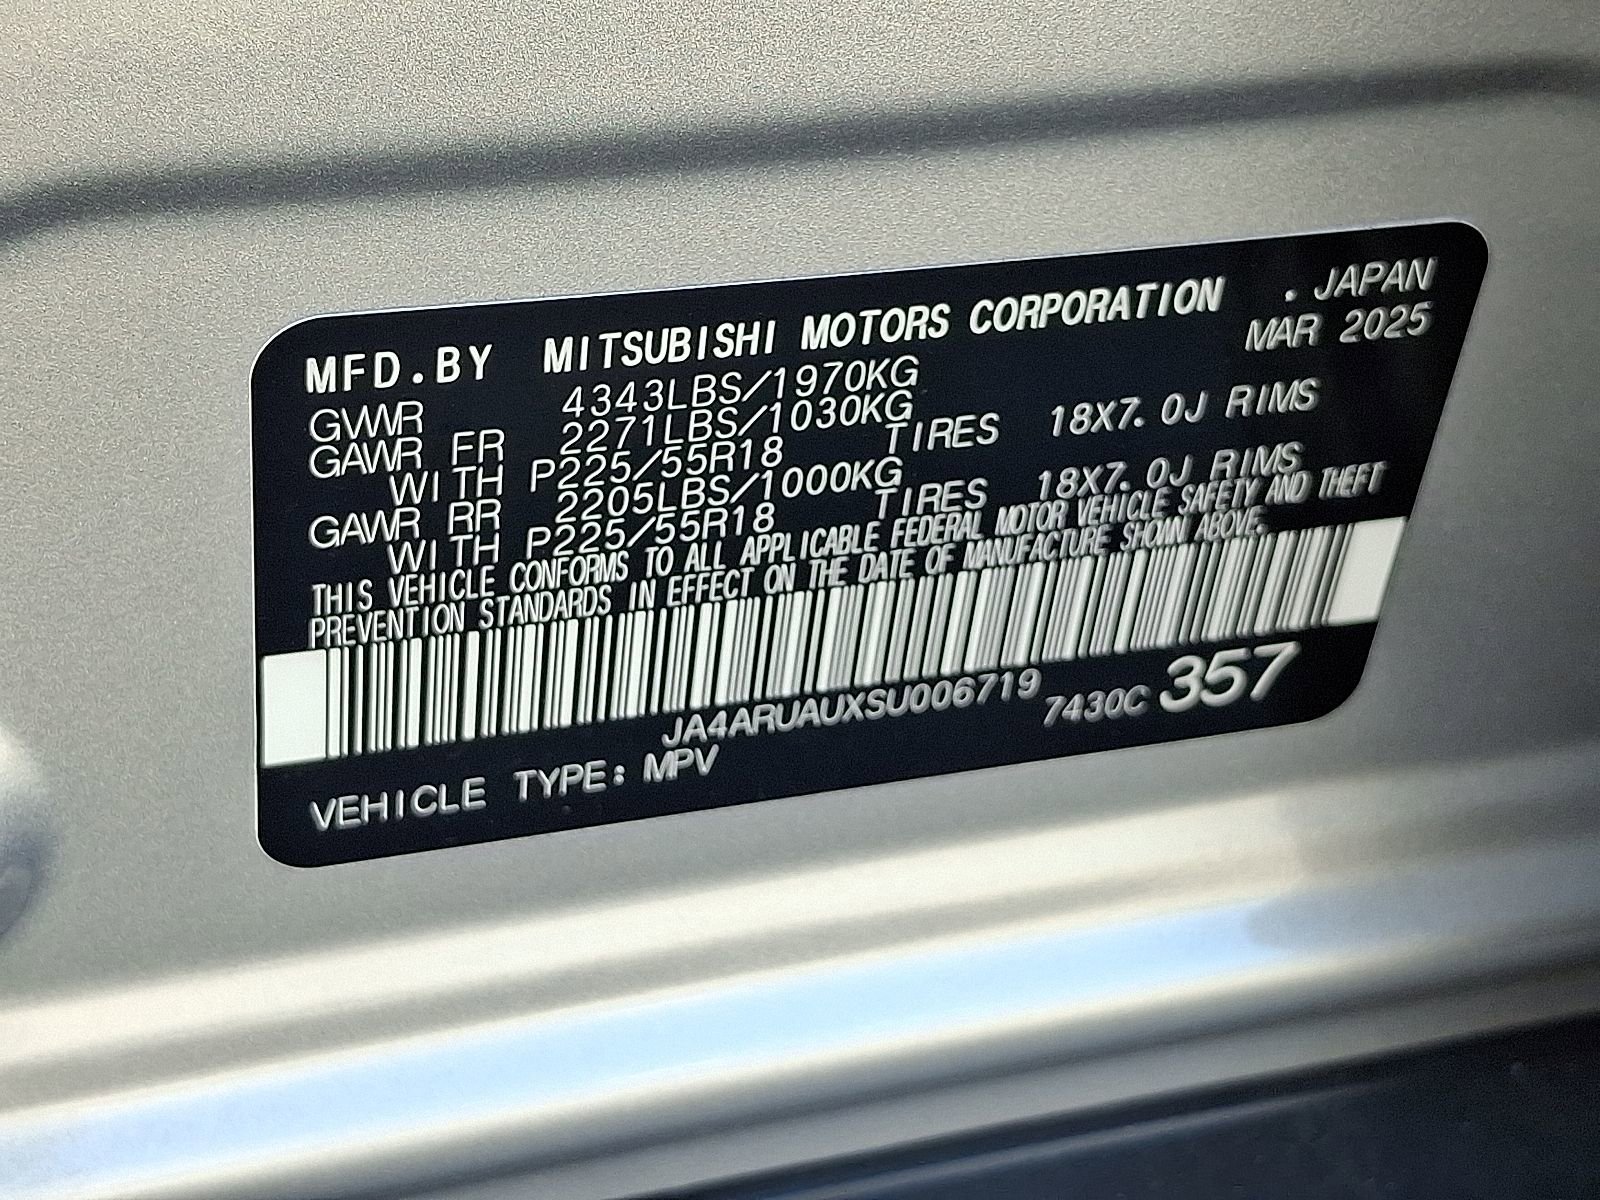 MFD.BY MITSUBISHI MOTORS CORPORATION . JAPAN
GVWR 4343LBS/1970KG MAR 2025
GAWR FR 2271LBS/1030KG
WITH P225/55R18 TIRES 18X7.0J RIMS
GAWR RR 2205LBS/1000KG
WITH P225/55R18 TIRES 18X7.0J RIMS
THIS VEHICLE CONFORMS TO ALL APPLICABLE FEDERAL MOTOR VEHICLE SAFETY AND THEFT
PREVENTION STANDARDS IN EFFECT ON THE DATE OF MANUFACTURE SHOWN ABOVE.
JA4ARUAUXSU006719 7430C 357
VEHICLE TYPE: MPV